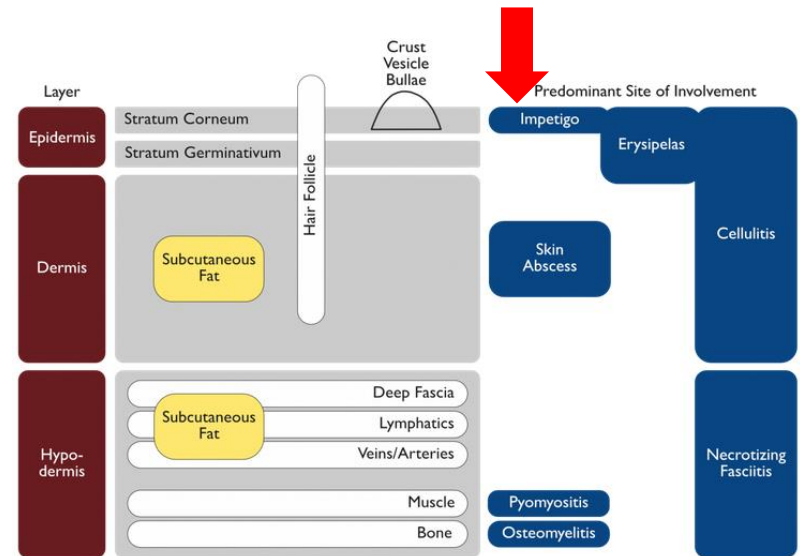 Crust
Vesicle
Bullae
Layer
Predominant Site of Involvement
Epidermis
Stratum Corneum
Impetigo
Erysipelas
Stratum Germinativum
Hair Follicle
Cellulitis
Dermis
Subcutaneous
Fat
Skin
Abscess
Deep Fascia
Subcutaneous
Fat
Lymphatics
Hypo-
dermis
Veins/Arteries
Necrotizing
Fasciitis
Muscle
Pyomyositis
Bone
Osteomyelitis